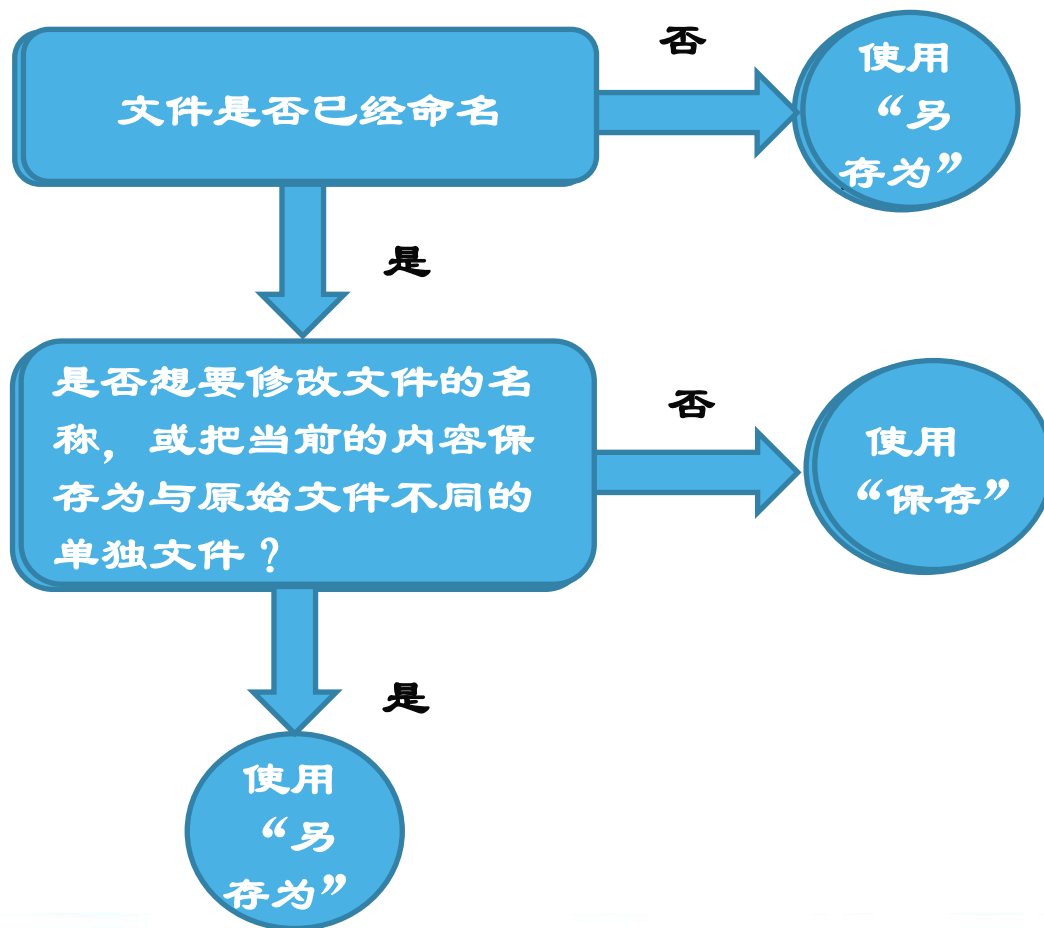 文件是否已经命名
否
使用
“另
存为”
是
是否想要修改文件的名
称，或把当前的内容保
存为与原始文件不同的
单独文件？
否
使用
“保存”
是
使用
“另
存为”